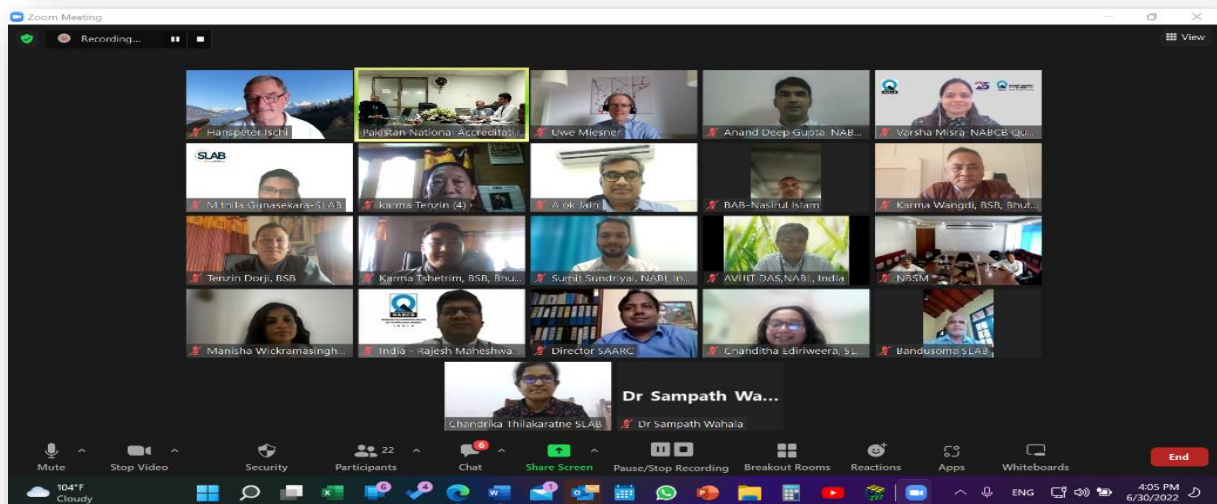 Zoom Meeting
Recording...
View
Hanspeter Ischi
Pakistan National Accreditati...
Uwe Miesner
Anand Deep Gupta, NAB...
Varsha Misra-NABCB Qu...
SLAB
Mithila Gunasekara-SLAB
karma Tenzin (4)
Alok Jain
BAB-Nasirul Islam
Karma Wangdi, BSB, Bhut...
Tenzin Dorji, BSB
Karma Tshetrim, BSB, Bhu...
Sumit Sundriyal, NABL In...
AVIJIT DAS,NABL, India
NBSM
Manisha Wickramasingh...
NABCB
INDIA
India - Rajesh Maheshwa...
Director SAARC
Chanditha Ediriweera, SL...
Bandusoma SLAB
Chandrika Thilakaratne SLAB
Dr Sampath Wa...
Dr Sampath Wahala
Mute
Stop Video
Security
Participants
22
Chat
6
Share Screen
Pause/Stop Recording
Breakout Rooms
Reactions
Apps
Whiteboards
End
104°F
Cloudy
6
4
ENG
4:05 PM
6/30/2022